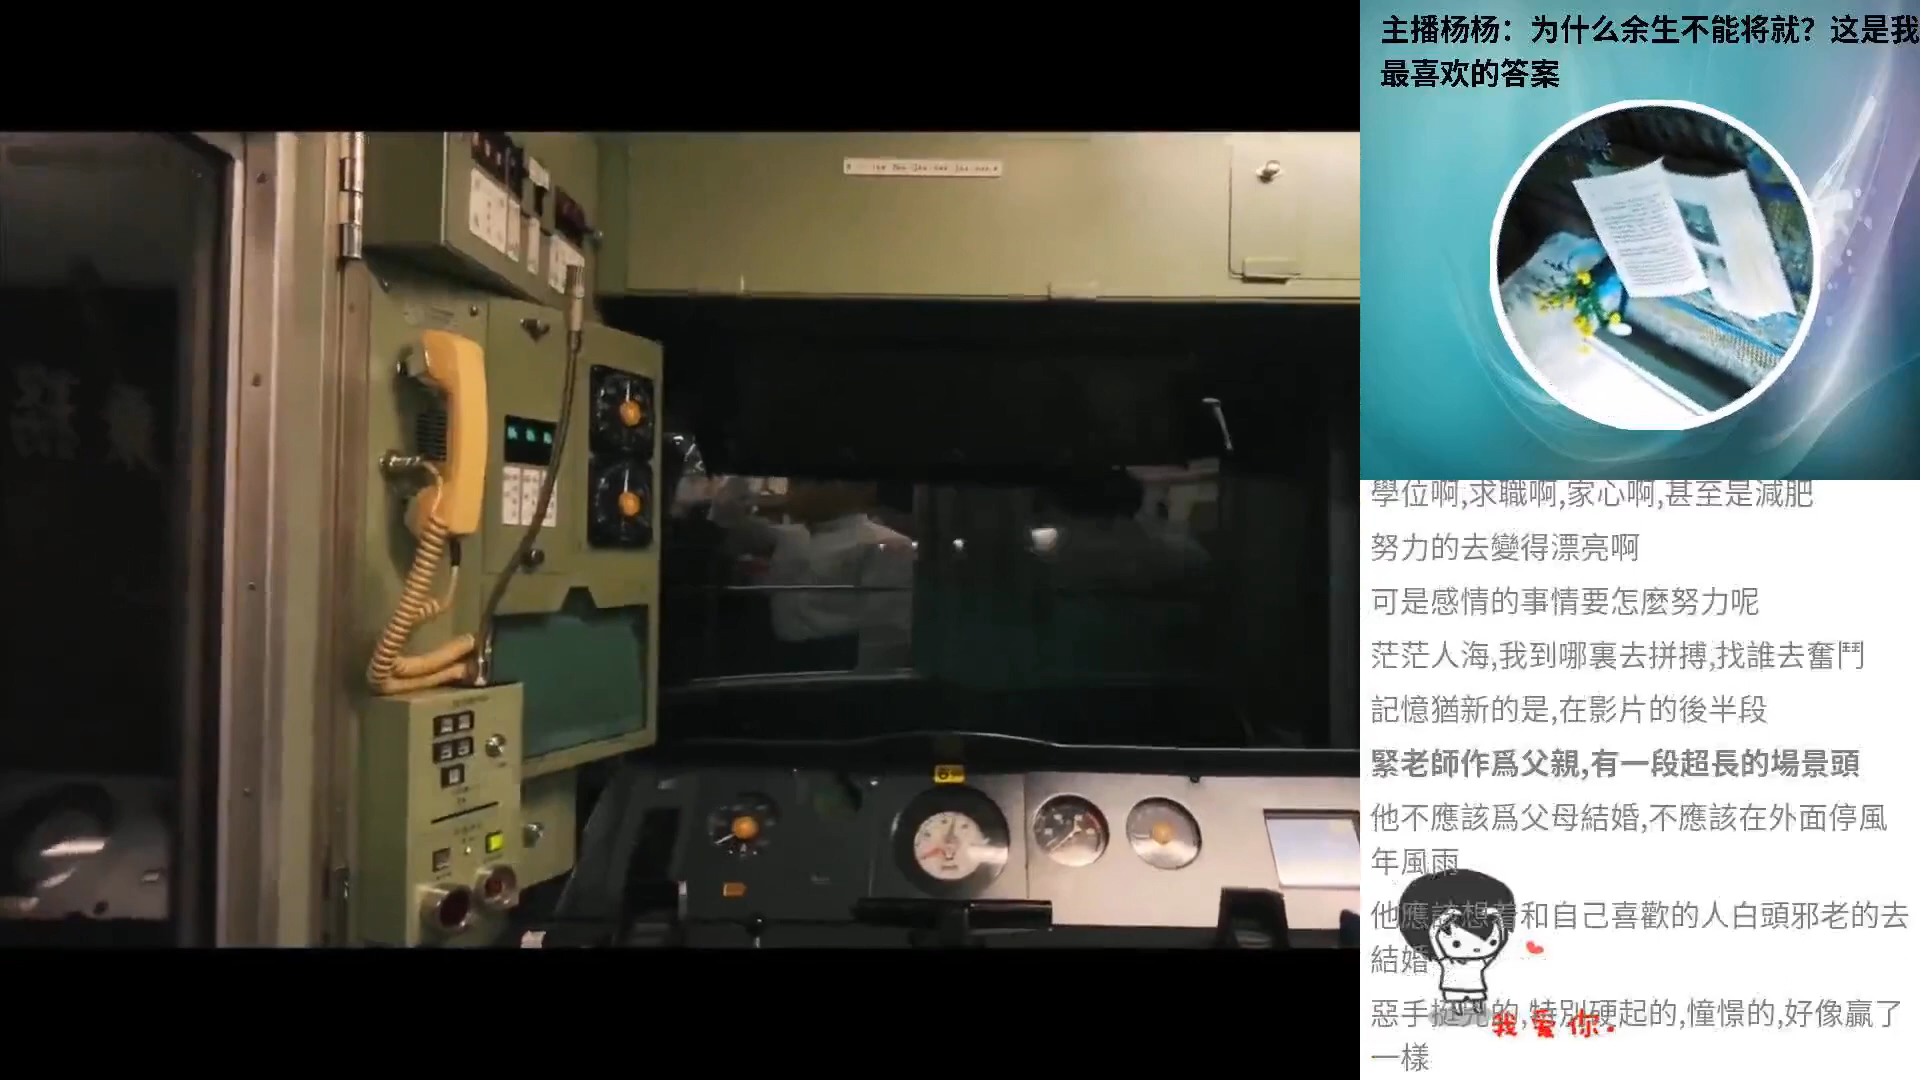 主播杨杨：为什么余生不能将就？这是我
最喜欢的答案
學位啊,求職啊,家心啊,甚至是減肥
努力的去變得漂亮啊
可是感情的事情要怎麼努力呢
茫茫人海,我到哪裏去拼搏,找誰去奮鬥
記憶猶新的是,在影片的後半段
緊老師作爲父親,有一段超長的場景頭
他不應該爲父母結婚,不應該在外面停風
年風雨
他應該想着和自己喜歡的人白頭邪老的去
結婚
惡手挺亮的,特別硬起的,憧憬的,好像贏了
一樣
我爱你.